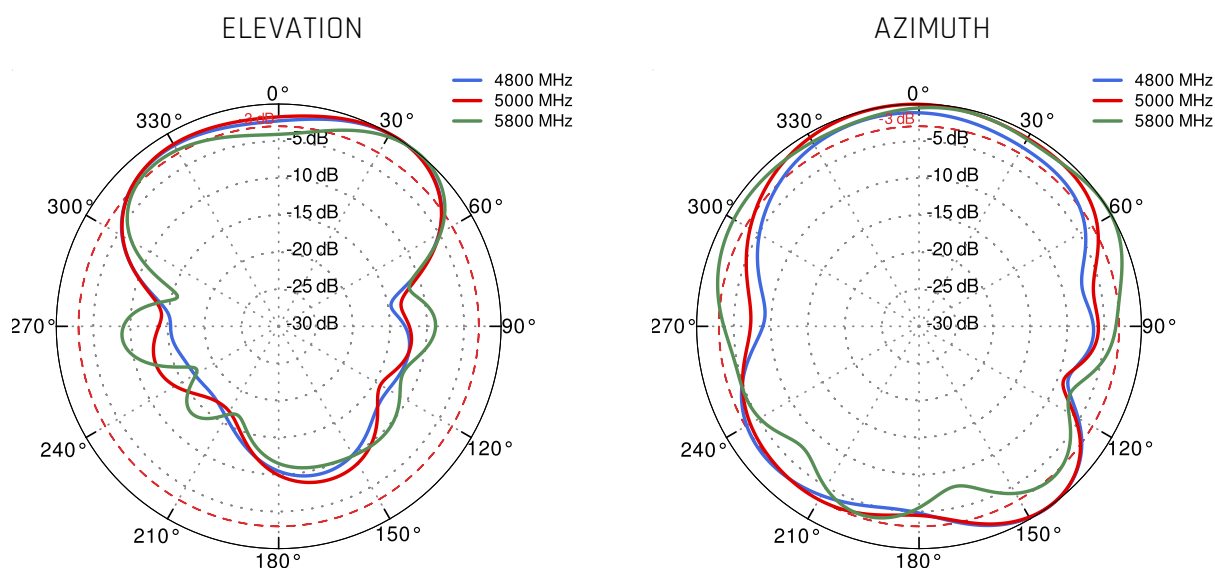 ELEVATION
4800 MHz
5000 MHz
5800 MHz
0°
330°
30°
-3 dB
-5 dB
-10 dB
300°
60°
-15 dB
-20 dB
-25 dB
-30 dB
270°
90°
240°
120°
210°
150°
180°
AZIMUTH
4800 MHz
5000 MHz
5800 MHz
0°
330°
30°
-3 dB
-5 dB
-10 dB
300°
60°
-15 dB
-20 dB
-25 dB
-30 dB
270°
90°
240°
120°
210°
150°
180°